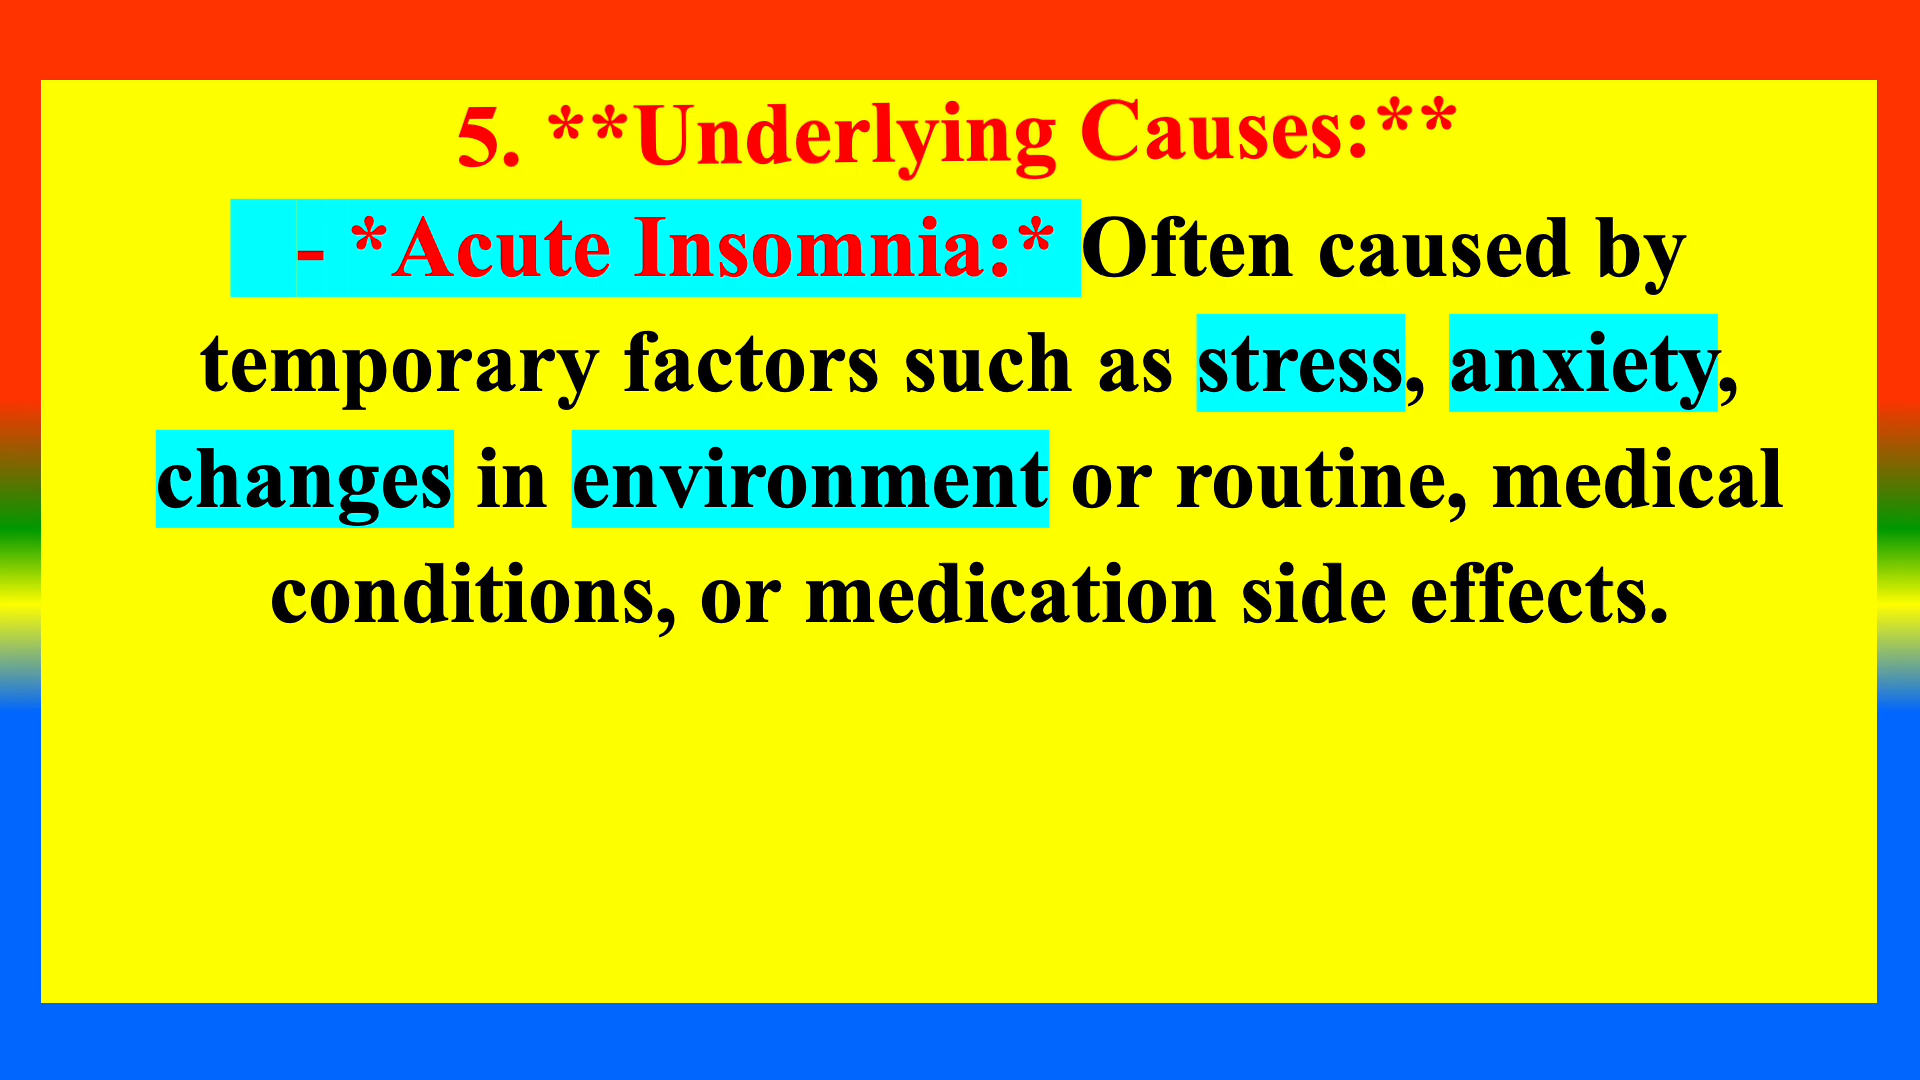 5. **Underlying Causes:**
- *Acute Insomnia:* Often caused by
temporary factors such as stress, anxiety,
changes in environment or routine, medical
conditions, or medication side effects.